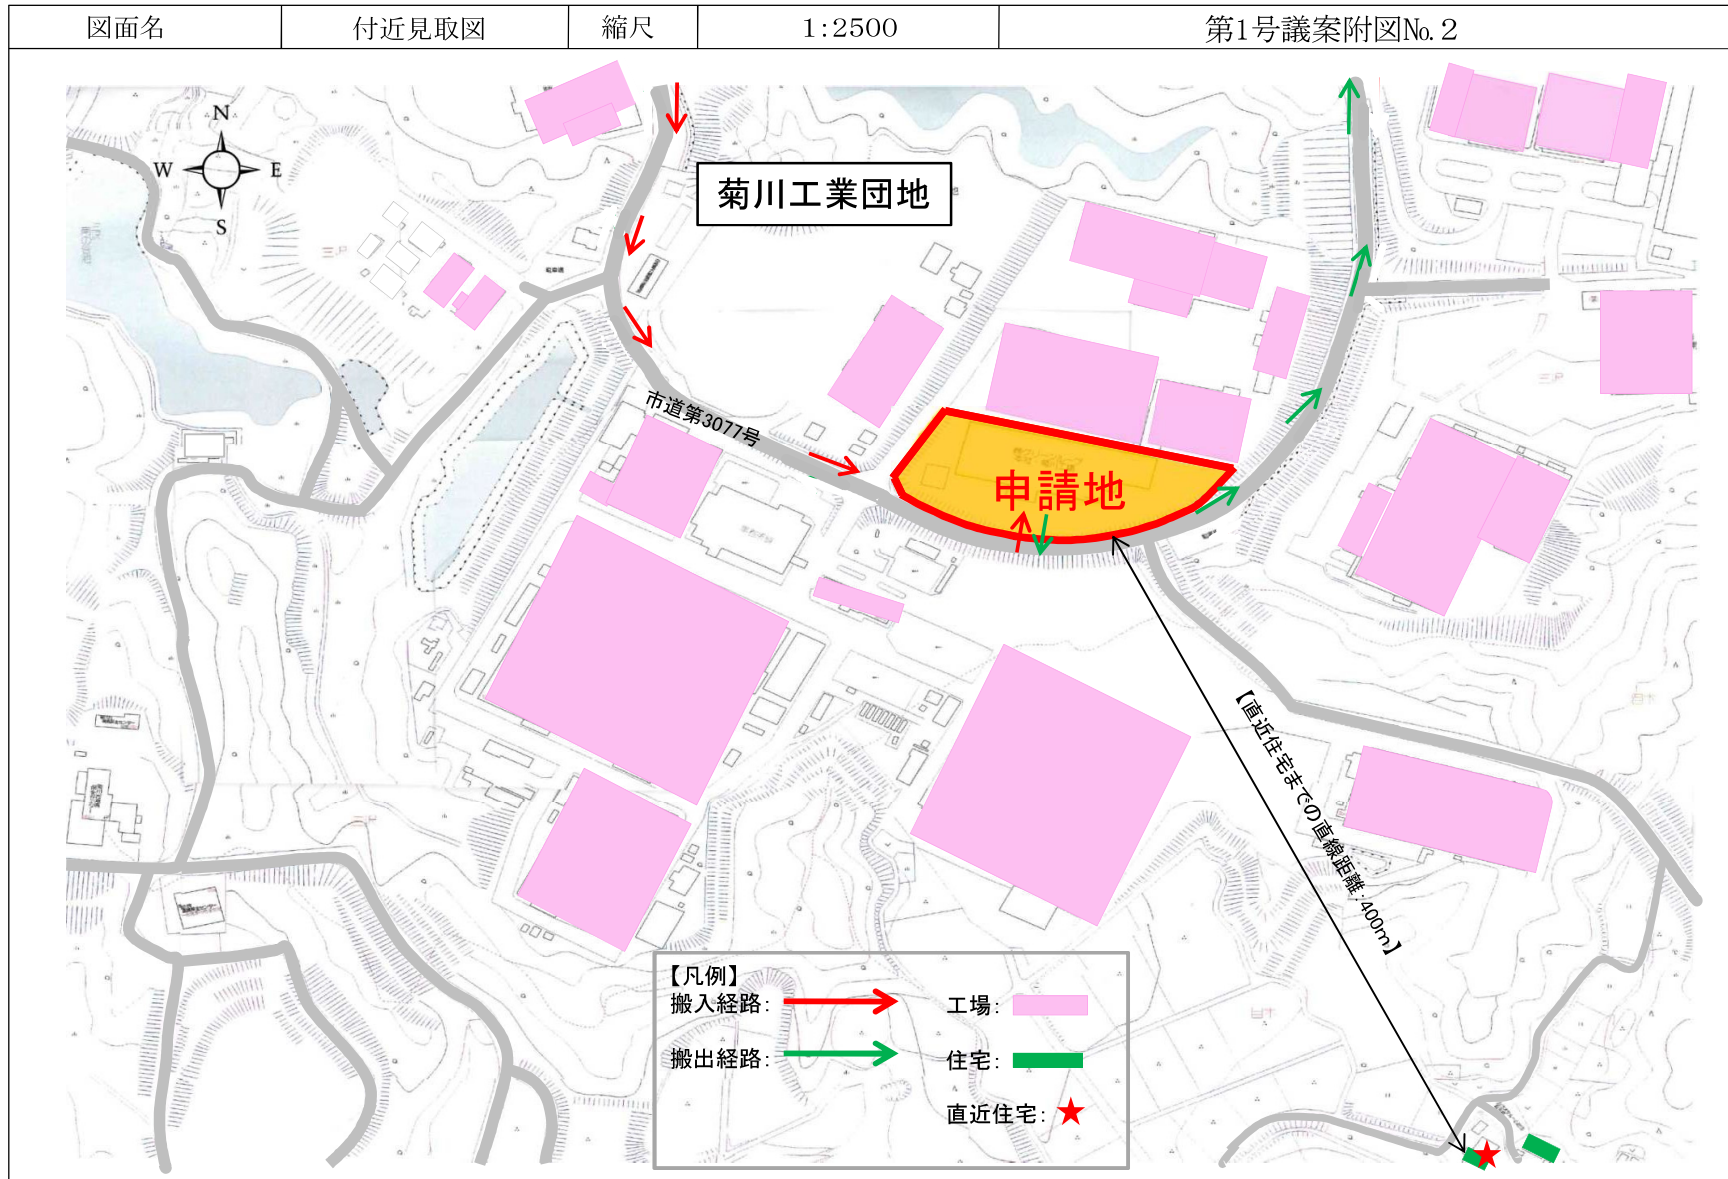 図面名 付近見取図 縮尺 1:2500 第1号議案附図№.2
N
W E
S
菊川工業団地
市道第3077号
申請地
【直近住宅までの直線距離:400m】
【凡例】
搬入経路: 工場:
搬出経路: 住宅:
直近住宅: